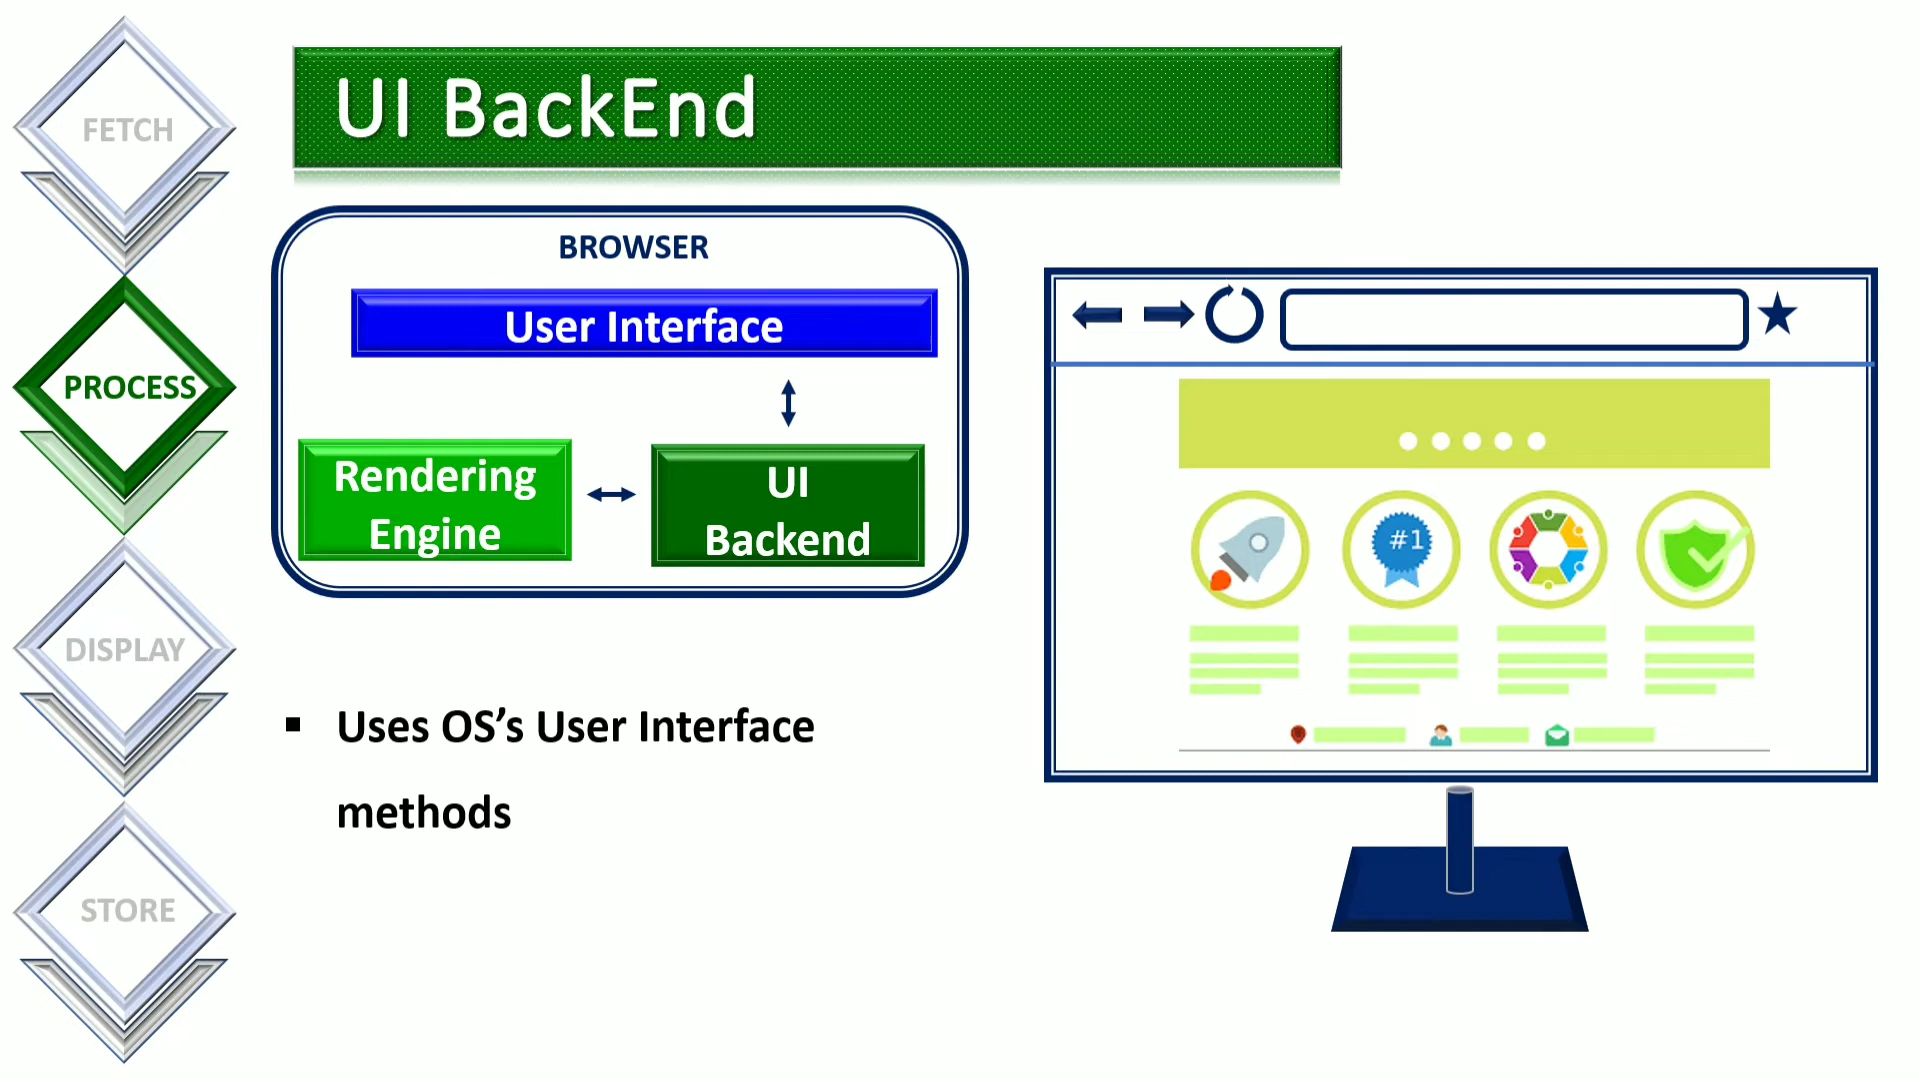 UI BackEnd
FETCH
PROCESS
DISPLAY
STORE
BROWSER
User Interface
Rendering
Engine
UI
Backend
▪ Uses OS’s User Interface
methods
#1